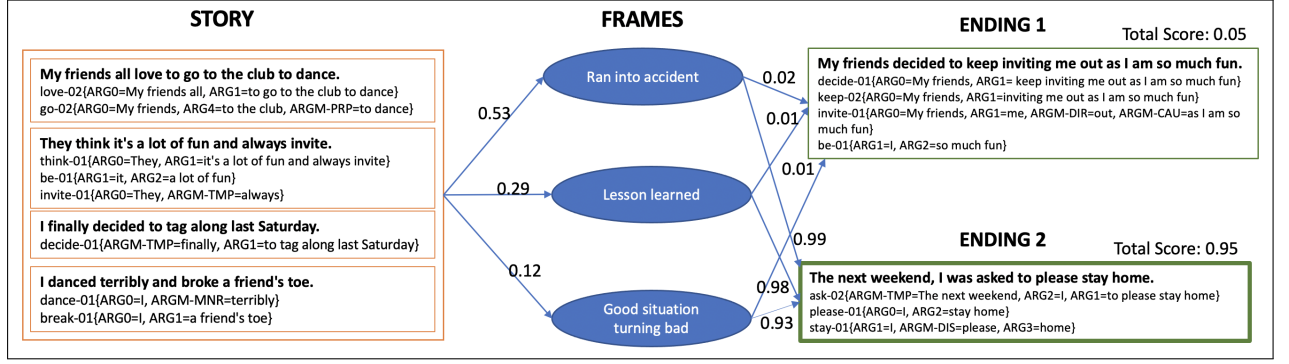 STORY
My friends all love to go to the club to dance.
love-02{ARG0=My friends all, ARG1=to go to the club to dance}
go-02{ARG0=My friends, ARG4=to the club, ARGM-PRP=to dance}
They think it's a lot of fun and always invite.
think-01{ARG0=They, ARG1=it's a lot of fun and always invite}
be-01{ARG1=it, ARG2=a lot of fun}
invite-01{ARG0=They, ARGM-TMP=always}
I finally decided to tag along last Saturday.
decide-01{ARGM-TMP=finally, ARG1=to tag along last Saturday}
I danced terribly and broke a friend's toe.
dance-01{ARG0=I, ARGM-MNR=terribly}
break-01{ARG0=I, ARG1=a friend's toe}
0.53
0.29
0.12
FRAMES
Ran into accident
Lesson learned
Good situation
turning bad
0.02
0.01
0.01
0.99
0.98
0.93
ENDING 1
Total Score: 0.05
My friends decided to keep inviting me out as I am so much fun.
decide-01{ARG0=My friends, ARG1= keep inviting me out as I am so much fun}
keep-02{ARG0=My friends, ARG1=inviting me out as I am so much fun}
invite-01{ARG0=My friends, ARG1=me, ARGM-DIR=out, ARGM-CAU=as I am so
much fun}
be-01{ARG1=I, ARG2=so much fun}
ENDING 2
Total Score: 0.95
The next weekend, I was asked to please stay home.
ask-02{ARGM-TMP=The next weekend, ARG2=I, ARG1=to please stay home}
please-01{ARG0=I, ARG2=stay home}
stay-01{ARG1=I, ARGM-DIS=please, ARG3=home}